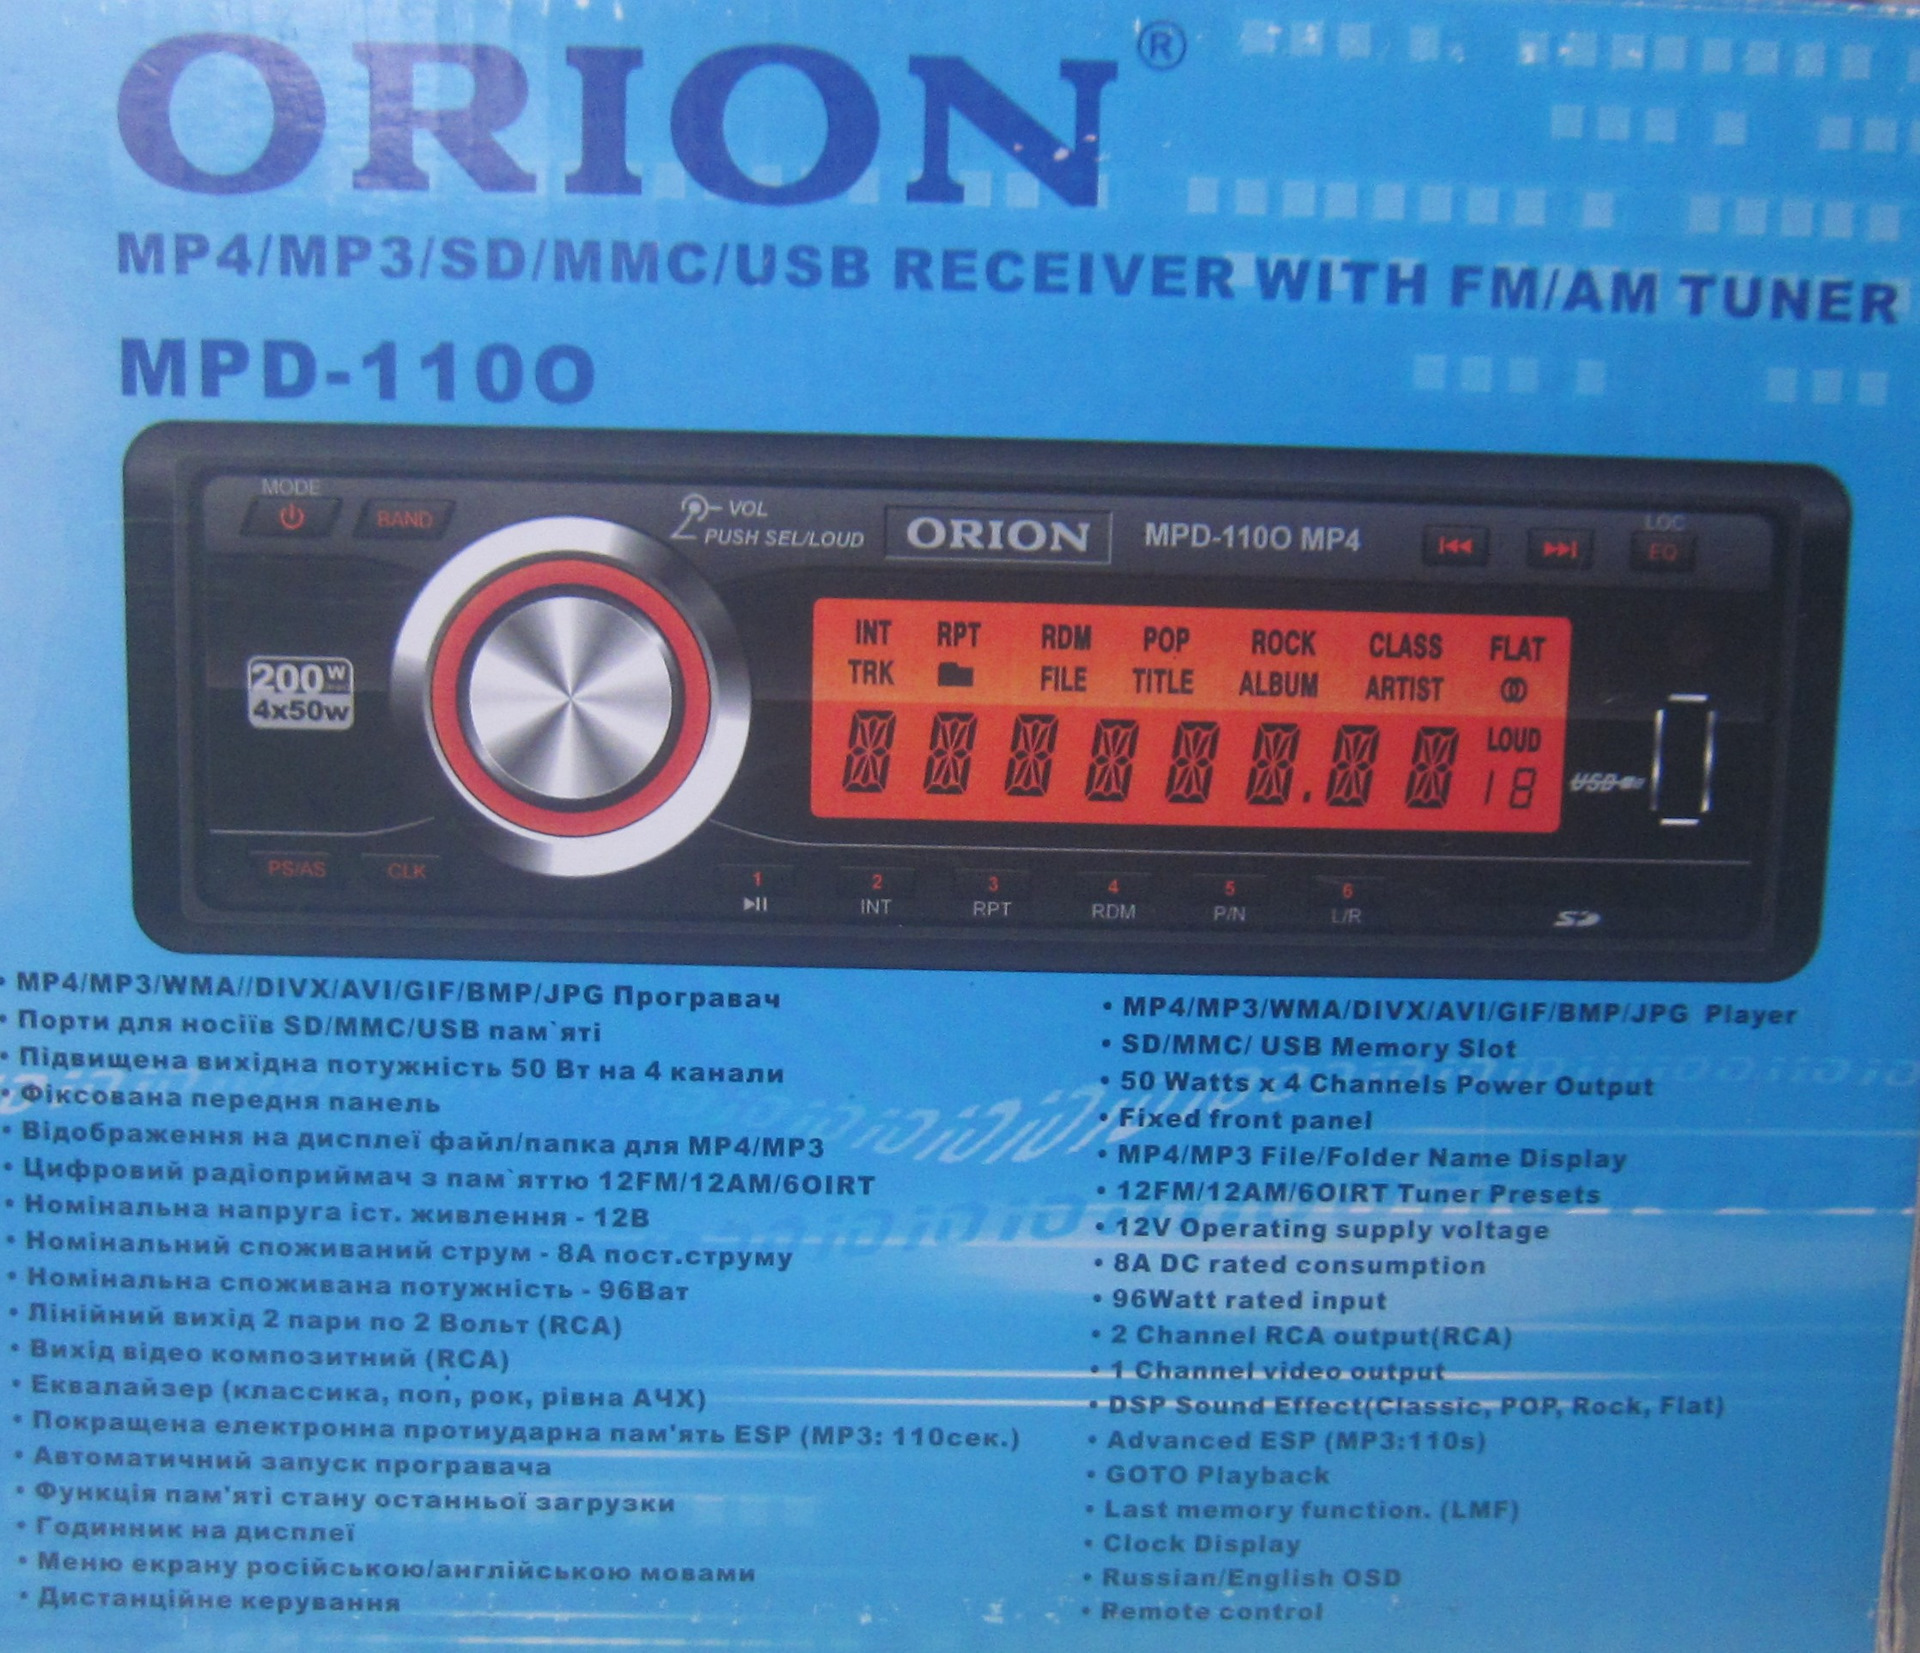 ORION®
MP4/MP3/SD/MMC/USB RECEIVER WITH FM/AM TUNER
MPD-110O
MODE
BAND
VOL
PUSH SEL/LOUD
ORION
MPD-110O MP4
LOC
EQ
INT RPT RDM POP ROCK CLASS FLAT
TRK FILE TITLE ALBUM ARTIST
LOUD
18
200W
4x50w
USB
PS/AS CLK
1 2 3 4 5 6
INT RPT RDM P/N L/R
SD
• MP4/MP3/WMA//DIVX/AVI/GIF/BMP/JPG Програвач
• Порти для носіїв SD/MMC/USB пам`яті
• Підвищена вихідна потужність 50 Вт на 4 канали
• Фіксована передня панель
• Відображення на дисплеї файл/папка для MP4/MP3
• Цифровий радіоприймач з пам`яттю 12FM/12AM/6OIRT
• Номінальна напруга іст. живлення - 12В
• Номінальний споживаний струм - 8А пост.струму
• Номінальна споживана потужність - 96Ват
• Лінійний вихід 2 пари по 2 Вольт (RCA)
• Вихід відео композитний (RCA)
• Еквалайзер (классика, поп, рок, рівна АЧХ)
• Покращена електронна протиударна пам'ять ESP (MP3: 110сек.)
• Автоматичний запуск програвача
• Функція пам'яті стану останньої загрузки
• Годинник на дисплеї
• Меню екрану російською/англійською мовами
• Дистанційне керування
• MP4/MP3/WMA/DIVX/AVI/GIF/BMP/JPG Player
• SD/MMC/ USB Memory Slot
• 50 Watts x 4 Channels Power Output
• Fixed front panel
• MP4/MP3 File/Folder Name Display
• 12FM/12AM/6OIRT Tuner Presets
• 12V Operating supply voltage
• 8A DC rated consumption
• 96Watt rated input
• 2 Channel RCA output(RCA)
• 1 Channel video output
• DSP Sound Effect(Classic, POP, Rock, Flat)
• Advanced ESP (MP3:110s)
• GOTO Playback
• Last memory function. (LMF)
• Clock Display
• Russian/English OSD
• Remote control